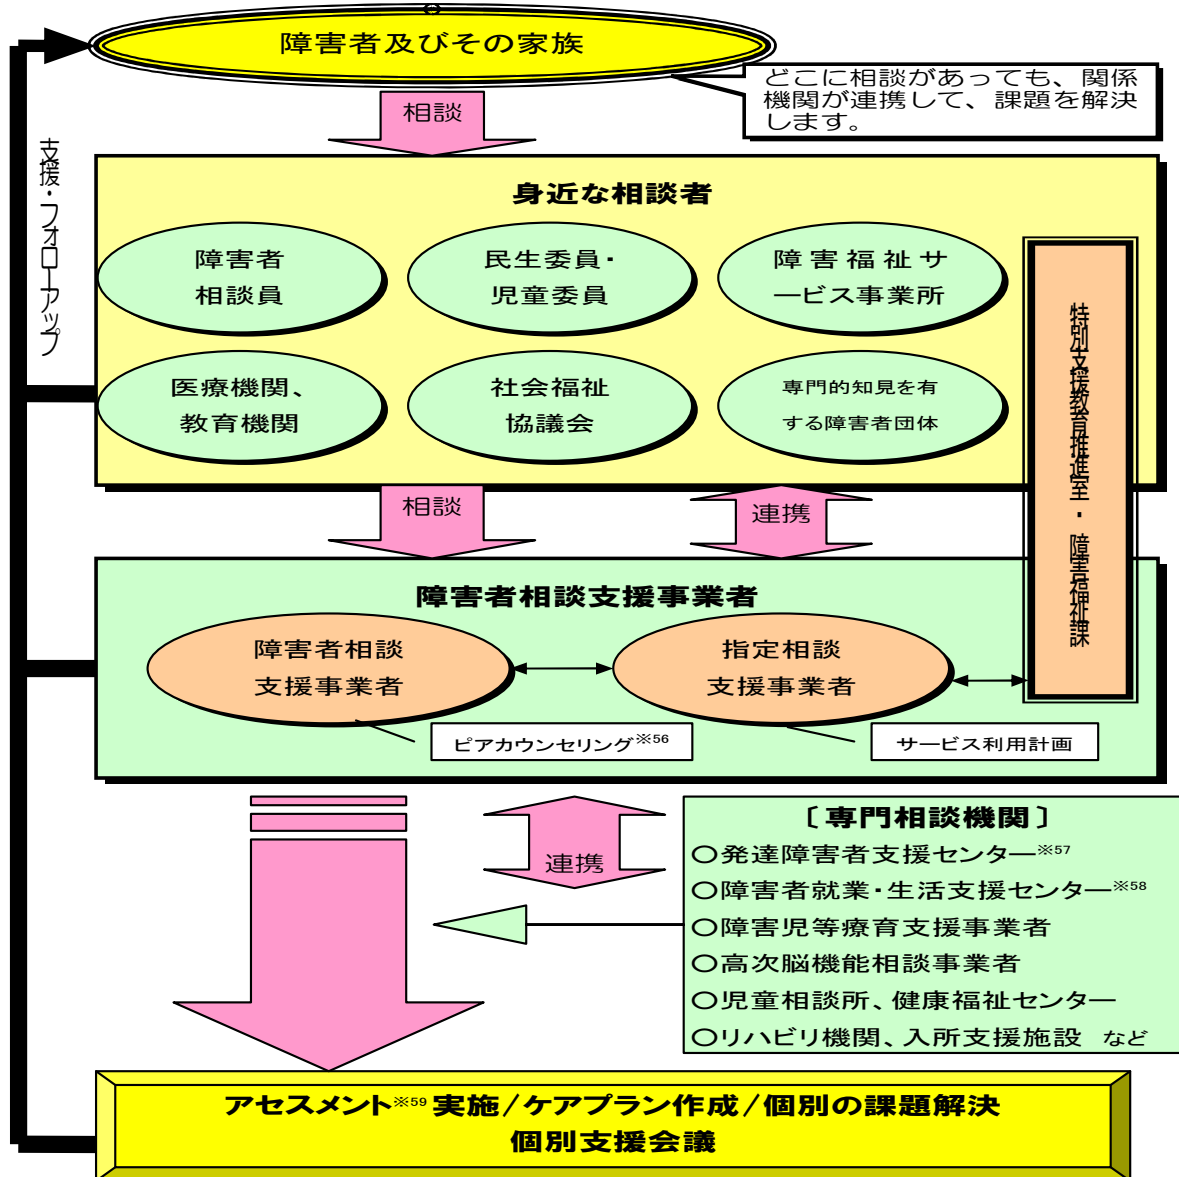 障害者及びその家族
どこに相談があっても、関係
機関が連携して、課題を解決
します。
相談
支援・フォローアップ
身近な相談者
障害者
相談員
民生委員・
児童委員
障害福祉サ
ービス事業所
医療機関、
教育機関
社会福祉
協議会
専門的知見を有
する障害者団体
特別支援教育推進室・障害福祉課
相談
連携
障害者相談支援事業者
障害者相談
支援事業者
指定相談
支援事業者
ピアカウンセリング※56
サービス利用計画
連携
〔専門相談機関〕
○発達障害者支援センター※57
○障害者就業・生活支援センター※58
○障害児等療育支援事業者
○高次脳機能相談事業者
○児童相談所、健康福祉センター
○リハビリ機関、入所支援施設 など
アセスメント※59実施/ケアプラン作成/個別の課題解決
個別支援会議